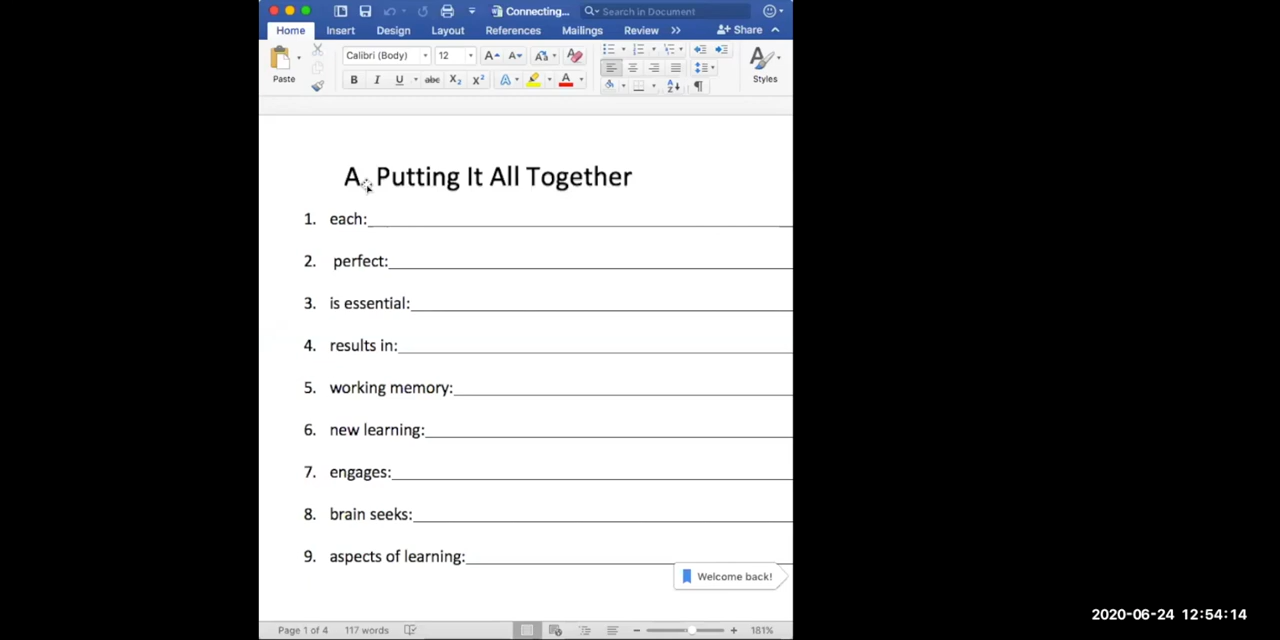 Connecting... Search in Document
Home Insert Design Layout References Mailings Review >> Share
Calibri (Body) 12
Paste B I U abc X₂ X² A A Styles
A. Putting It All Together
1. each:
2. perfect:
3. is essential:
4. results in:
5. working memory:
6. new learning:
7. engages:
8. brain seeks:
9. aspects of learning:
Welcome back!
Page 1 of 4 117 words 181%
2020-06-24 12:54:14